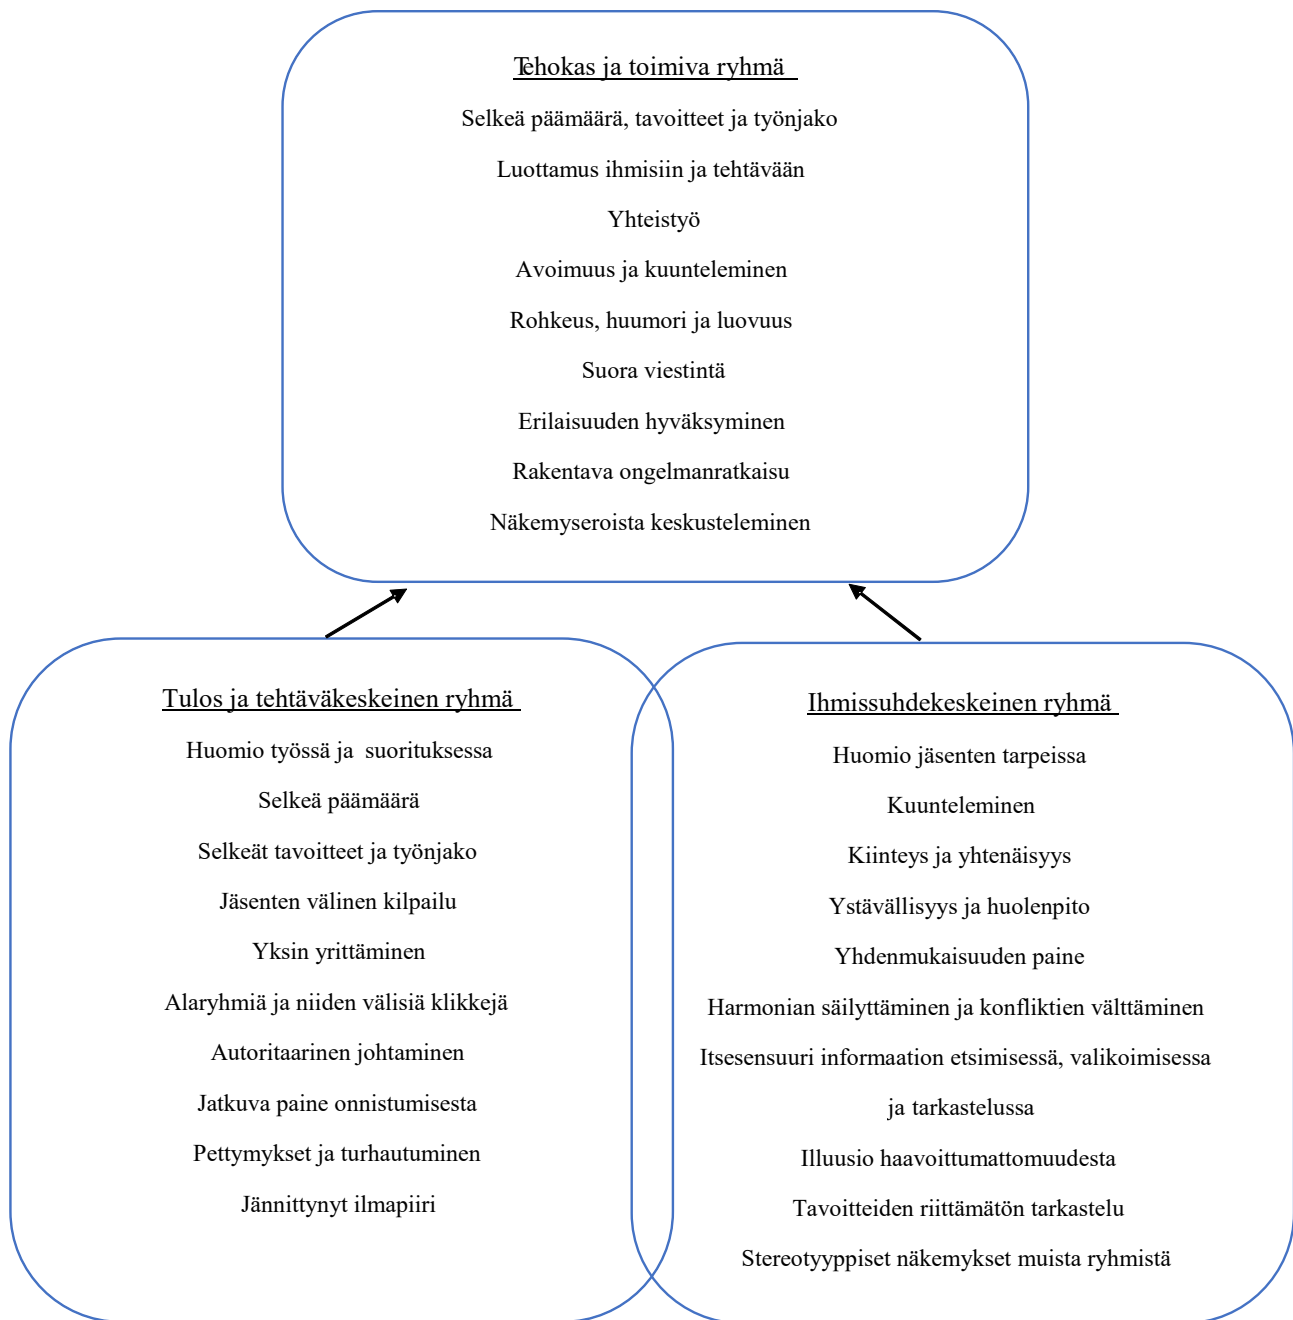 Tehokas ja toimiva ryhmä
Selkeä päämäärä, tavoitteet ja työnjako
Luottamus ihmisiin ja tehtävään
Yhteistyö
Avoimuus ja kuunteleminen
Rohkeus, huumori ja luovuus
Suora viestintä
Erilaisuuden hyväksyminen
Rakentava ongelmanratkaisu
Näkemyseroista keskusteleminen
Tulos ja tehtäväkeskeinen ryhmä
Huomio työssä ja suorituksessa
Selkeä päämäärä
Selkeät tavoitteet ja työnjako
Jäsenten välinen kilpailu
Yksin yrittäminen
Alaryhmiä ja niiden välisiä klikkejä
Autoritaarinen johtaminen
Jatkuva paine onnistumisesta
Pettymykset ja turhautuminen
Jännittynyt ilmapiiri
Ihmissuhdekeskeinen ryhmä
Huomio jäsenten tarpeissa
Kuunteleminen
Kiinteys ja yhtenäisyys
Ystävällisyys ja huolenpito
Yhdenmukaisuuden paine
Harmonian säilyttäminen ja konfliktien välttäminen
Itsesensuuri informaation etsimisessä, valikoimisessa
ja tarkastelussa
Illuusio haavoittumattomuudesta
Tavoitteiden riittämätön tarkastelu
Stereotyyppiset näkemykset muista ryhmistä